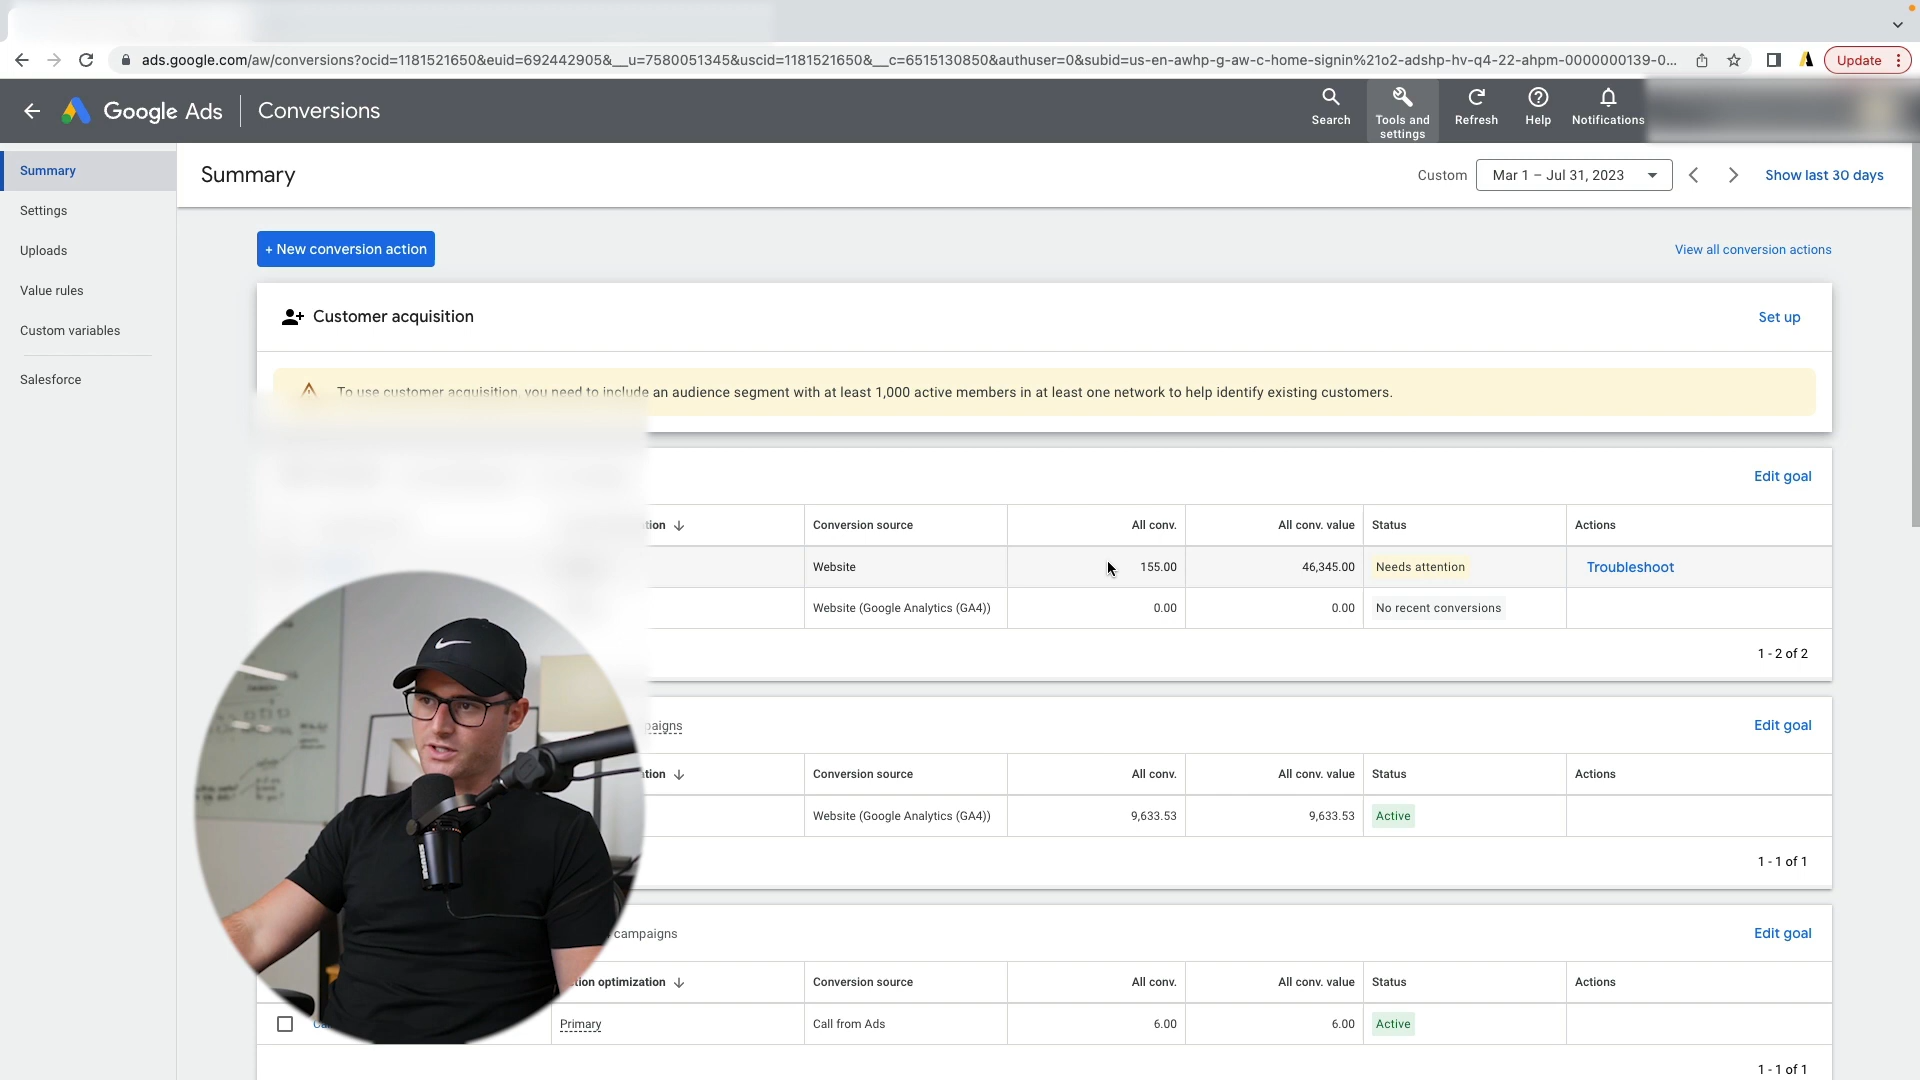 ads.google.com/aw/conversions?ocid=1181521650&euid=692442905&__u=7580051345&uscid=1181521650&__c=6515130850&authuser=0&subid=us-en-awhp-g-aw-c-home-signin%21o2-adshp-hv-q4-22-ahpm-0000000139-0...
Update
Google Ads
Conversions
Search
Tools and
settings
Refresh
Help
Notifications
Summary
Settings
Uploads
Value rules
Custom variables
Salesforce
Summary
Custom
Mar 1 – Jul 31, 2023
Show last 30 days
+ New conversion action
View all conversion actions
Customer acquisition
Set up
To use customer acquisition, you need to include an audience segment with at least 1,000 active members in at least one network to help identify existing customers.
Edit goal
Conversion source All conv. All conv. value Status Actions
Website 155.00 46,345.00 Needs attention Troubleshoot
Website (Google Analytics (GA4)) 0.00 0.00 No recent conversions
1 - 2 of 2
Edit goal
Conversion source All conv. All conv. value Status Actions
Website (Google Analytics (GA4)) 9,633.53 9,633.53 Active
1 - 1 of 1
campaigns
Edit goal
optimization Conversion source All conv. All conv. value Status Actions
Primary Call from Ads 6.00 6.00 Active
1 - 1 of 1